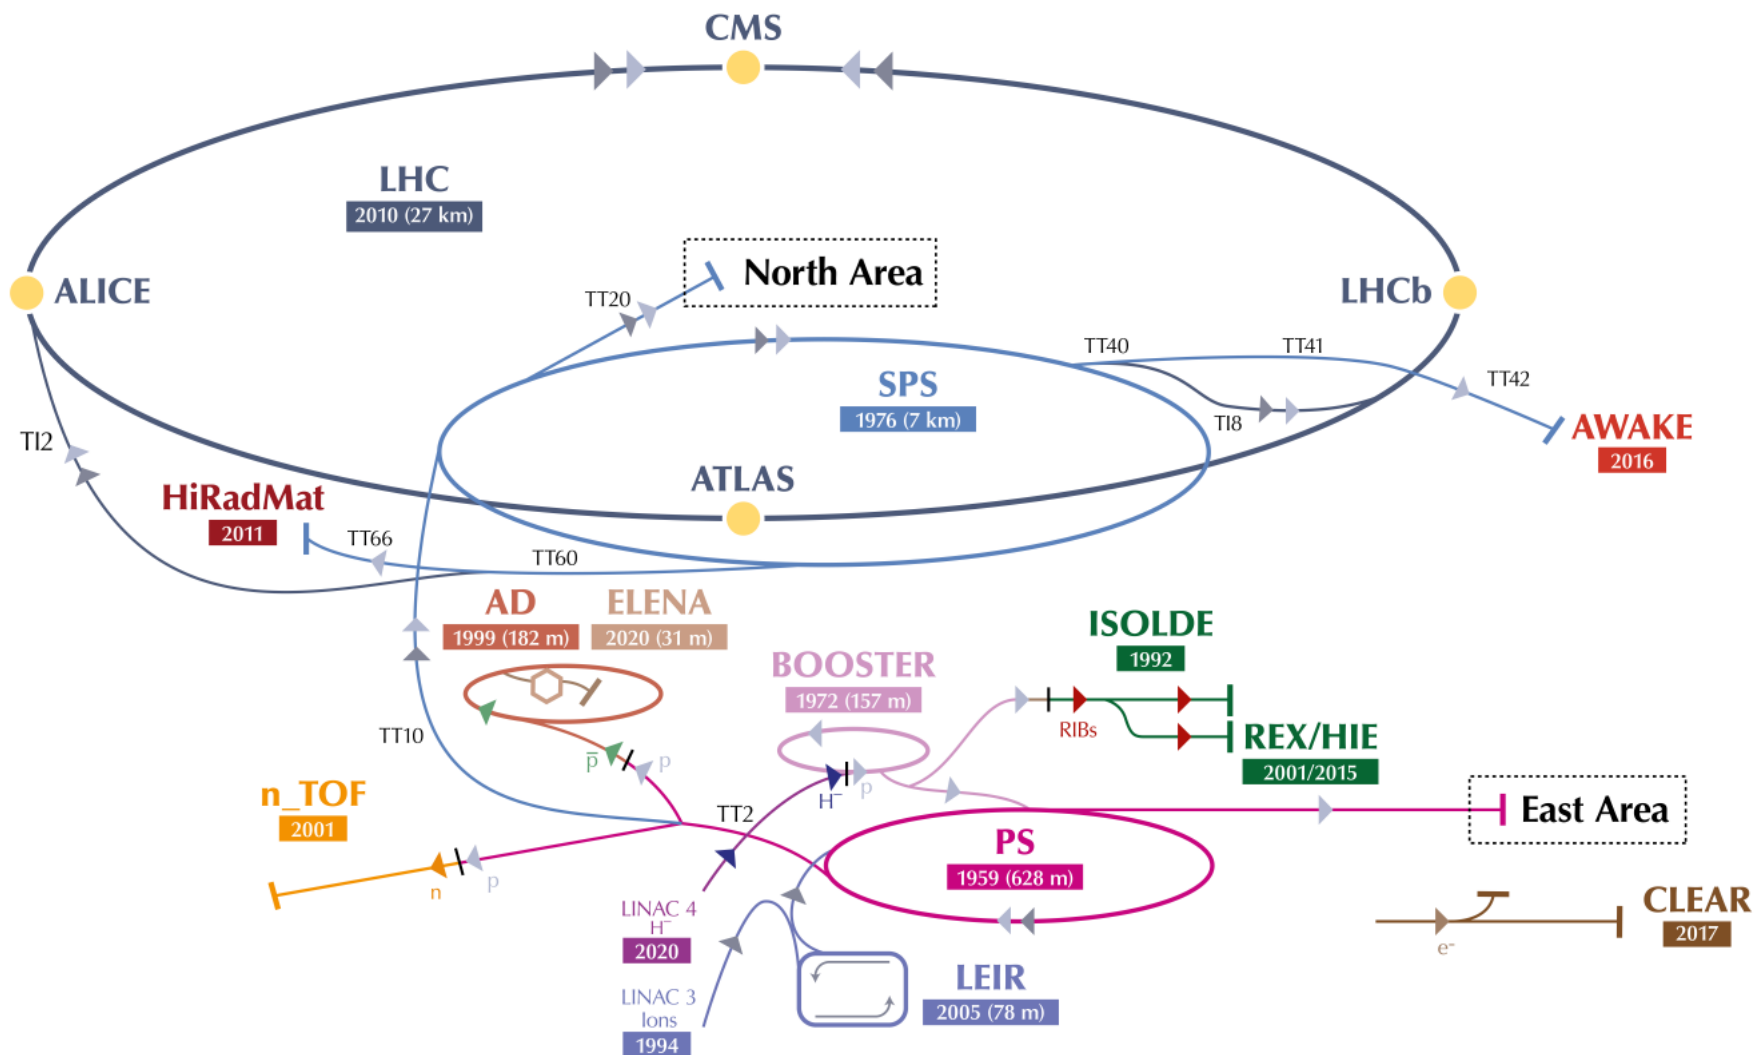 CMS
LHC
2010 (27 km)
North Area
TT20
ALICE
LHCb
TT40
TT41
TT42
SPS
1976 (7 km)
TI8
AWAKE
2016
TI2
ATLAS
HiRadMat
2011
TT66
TT60
AD
1999 (182 m)
ELENA
2020 (31 m)
ISOLDE
1992
BOOSTER
1972 (157 m)
RIBs
REX/HIE
2001/2015
TT10
p̅
p
H⁻
p
n_TOF
2001
TT2
East Area
PS
1959 (628 m)
n
p
LINAC 4
H⁻
2020
CLEAR
2017
e⁻
LEIR
2005 (78 m)
LINAC 3
Ions
1994